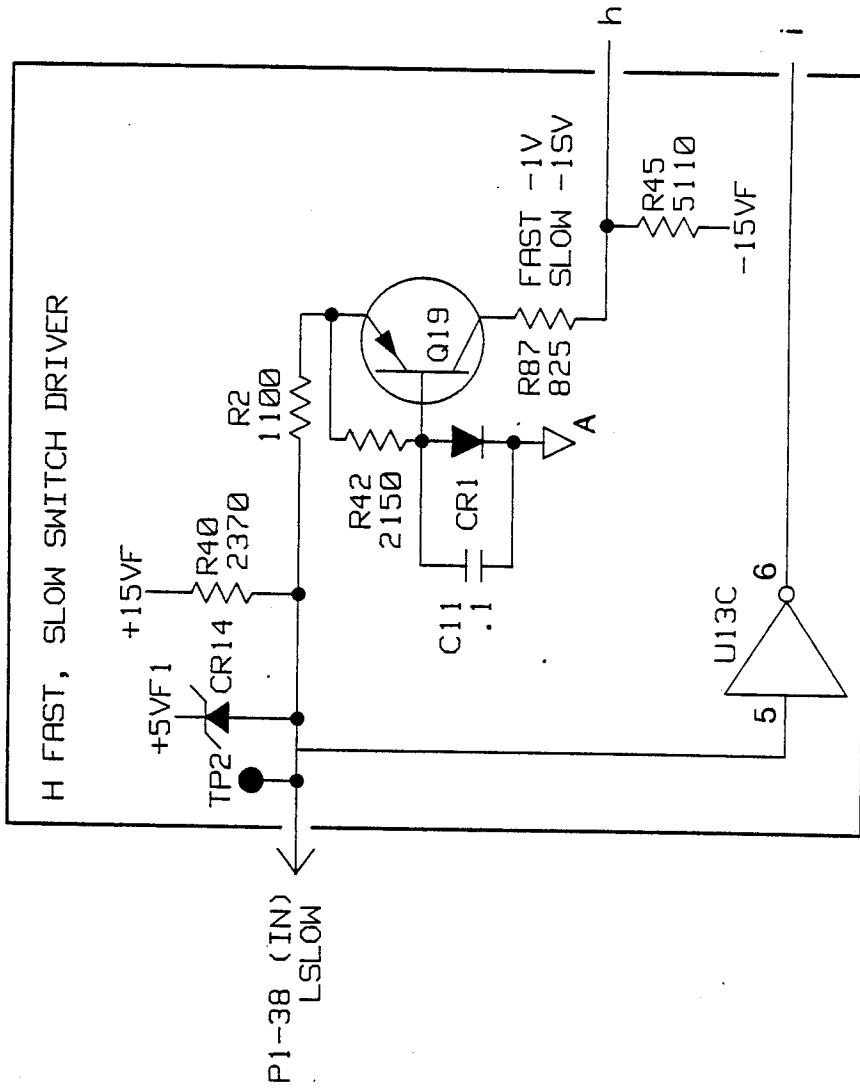 H FAST, SLOW SWITCH DRIVER
P1-38 (IN)
LSLOW
TP2
+5VF1
CR14
+15VF
R40
2370
R2
1100
R42
2150
C11
.1
CR1
A
Q19
R87
825
FAST -1V
SLOW -15V
R45
5110
-15VF
h
U13C
5
6
i